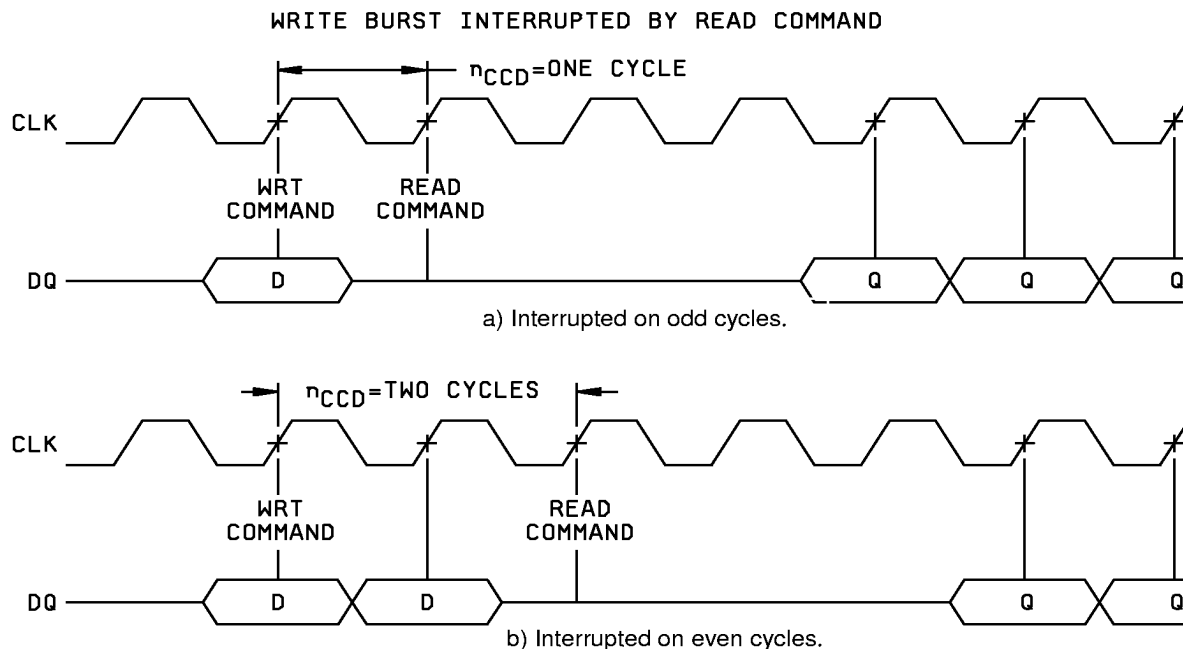 WRITE BURST INTERRUPTED BY READ COMMAND
nCCD=ONE CYCLE
CLK
WRT COMMAND
READ COMMAND
DQ
D
Q
Q
Q
a) Interrupted on odd cycles.
nCCD=TWO CYCLES
CLK
WRT COMMAND
READ COMMAND
DQ
D
D
Q
Q
b) Interrupted on even cycles.